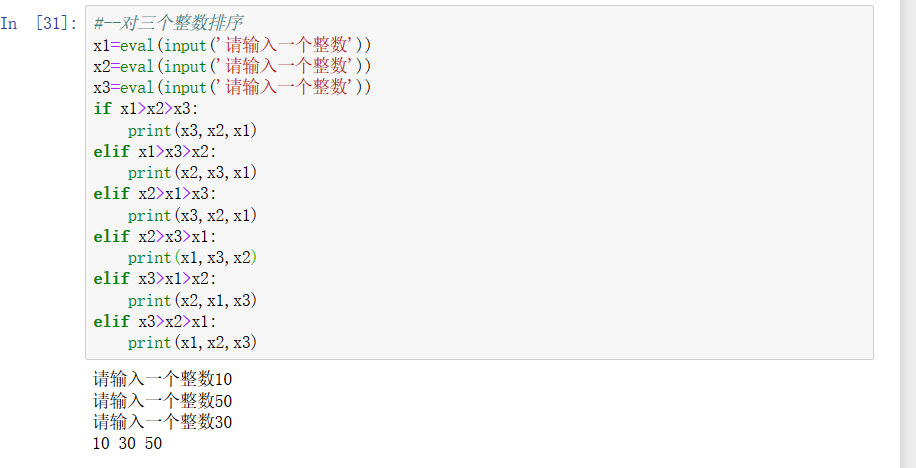 In [31]:
#--对三个整数排序
x1=eval(input('请输入一个整数'))
x2=eval(input('请输入一个整数'))
x3=eval(input('请输入一个整数'))
if x1>x2>x3:
    print(x3,x2,x1)
elif x1>x3>x2:
    print(x2,x3,x1)
elif x2>x1>x3:
    print(x3,x2,x1)
elif x2>x3>x1:
    print(x1,x3,x2)
elif x3>x1>x2:
    print(x2,x1,x3)
elif x3>x2>x1:
    print(x1,x2,x3)
请输入一个整数10
请输入一个整数50
请输入一个整数30
10 30 50